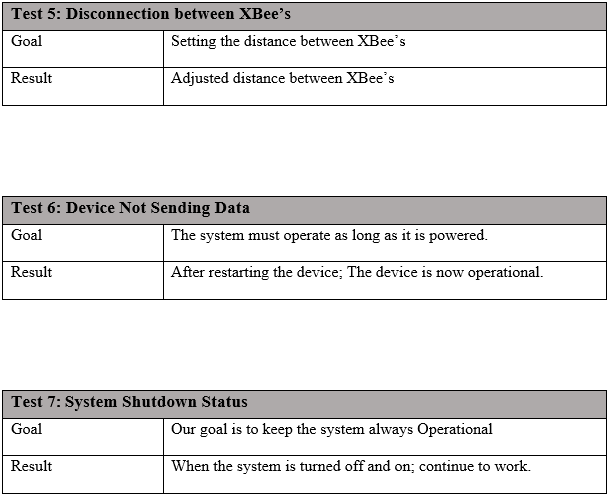 Test 5: Disconnection between XBee’s
Goal Setting the distance between XBee’s
Result Adjusted distance between XBee’s
Test 6: Device Not Sending Data
Goal The system must operate as long as it is powered.
Result After restarting the device; The device is now operational.
Test 7: System Shutdown Status
Goal Our goal is to keep the system always Operational
Result When the system is turned off and on; continue to work.